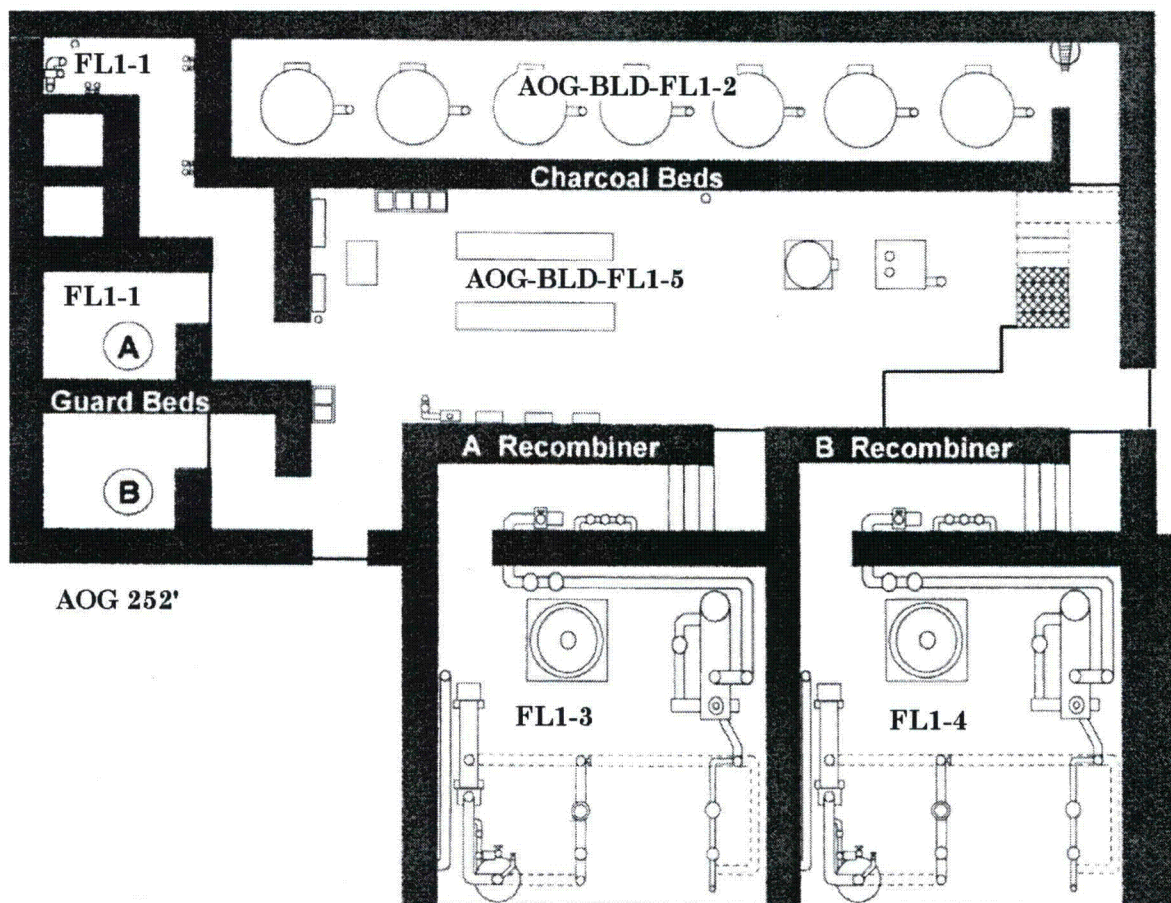 FL1-1
AOG-BLD-FL1-2
Charcoal Beds
AOG-BLD-FL1-5
FL1-1
A
Guard Beds
B
A Recombiner
B Recombiner
AOG 252'
FL1-3
FL1-4